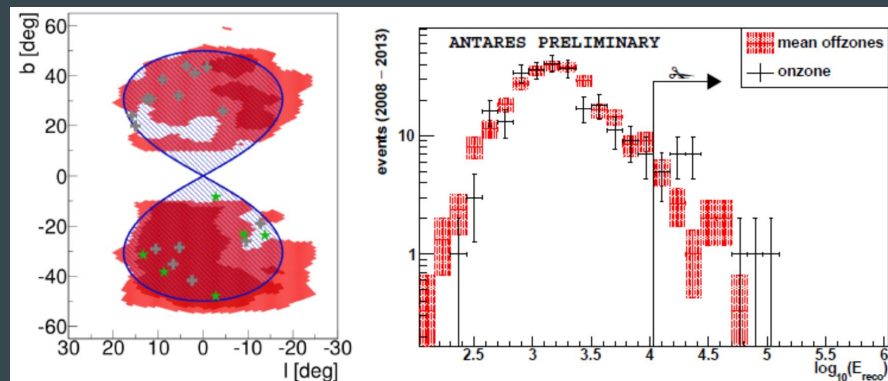 b [deg]
60
40
20
0
-20
-40
-60
30 20 10 0 -10 -20 -30
l [deg]
events (2008 – 2013)
ANTARES PRELIMINARY
mean offzones
onzone
10
1
2.5 3 3.5 4 4.5 5 5.5 6
log10(Ereco)